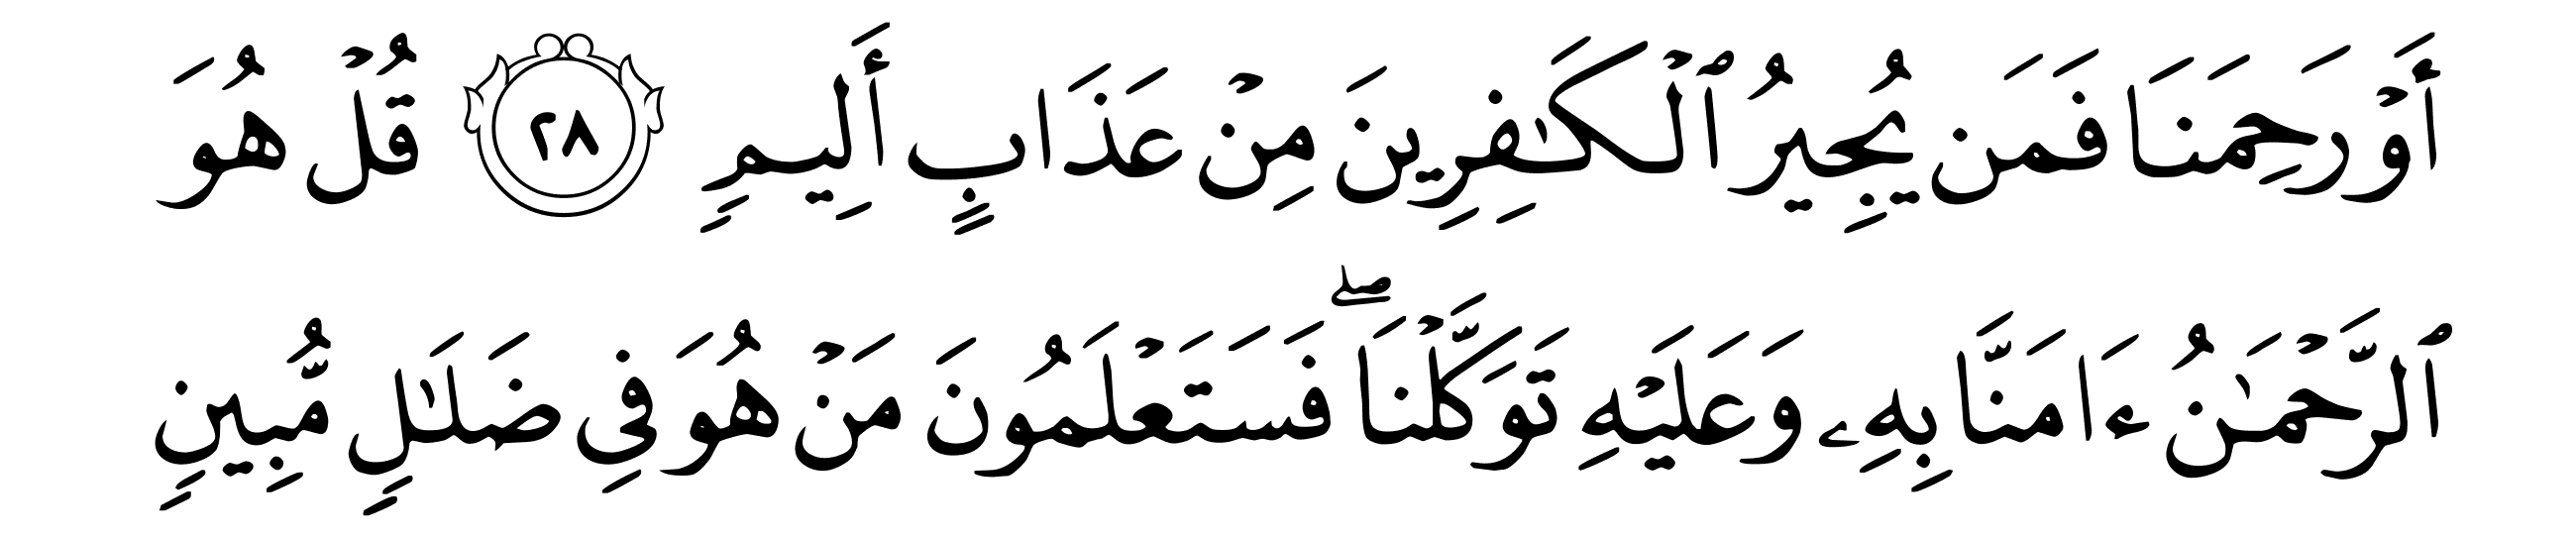 أَوۡ رَحِمَنَا فَمَن يُجِيرُ ٱلۡكَٰفِرِينَ مِنۡ عَذَابٍ أَلِيمٖ ٢٨ قُلۡ هُوَ
ٱلرَّحۡمَٰنُ ءَامَنَّا بِهِۦ وَعَلَيۡهِ تَوَكَّلۡنَاۖ فَسَتَعۡلَمُونَ مَنۡ هُوَ فِي ضَلَٰلٖ مُّبِينٖ